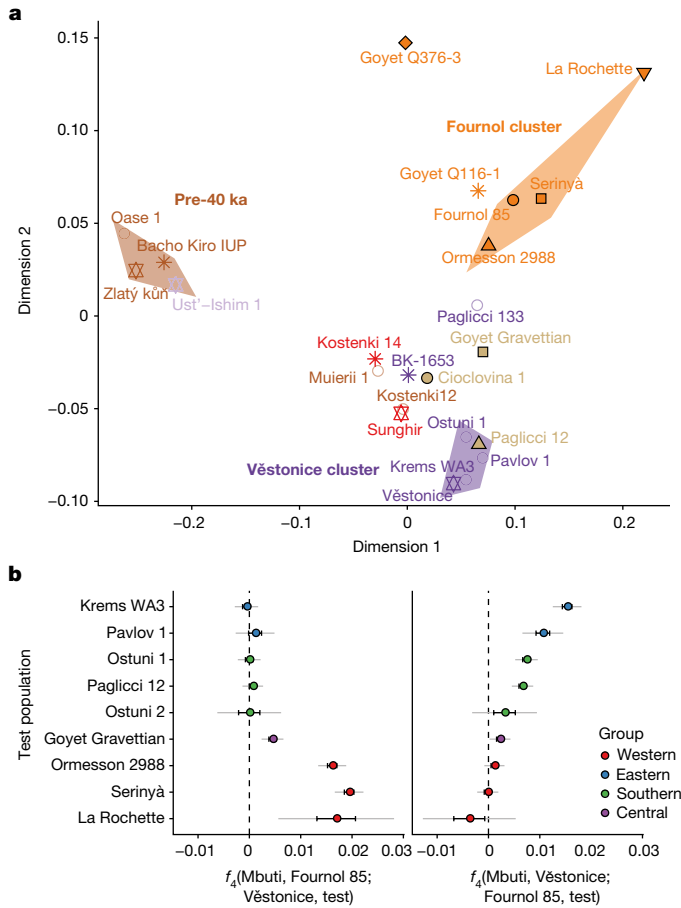 a
0.15
0.10
0.05
0
−0.05
−0.10
Dimension 2
−0.2
−0.1
0
0.1
0.2
Dimension 1
Goyet Q376-3
La Rochette
Fournol cluster
Goyet Q116-1
Serinyà
Fournol 85
Ormesson 2988
Pre-40 ka
Oase 1
Bacho Kiro IUP
Zlatý kůň
Ust'−Ishim 1
Paglicci 133
Goyet Gravettian
Kostenki 14
BK-1653
Muierii 1
Cioclovina 1
Kostenki12
Sunghir
Ostuni 1
Paglicci 12
Věstonice cluster
Krems WA3
Pavlov 1
Věstonice
b
Test population
Krems WA3
Pavlov 1
Ostuni 1
Paglicci 12
Ostuni 2
Goyet Gravettian
Ormesson 2988
Serinyà
La Rochette
−0.01
0
0.01
0.02
0.03
f4(Mbuti, Fournol 85;
Věstonice, test)
−0.01
0
0.01
0.02
0.03
f4(Mbuti, Věstonice;
Fournol 85, test)
Group
Western
Eastern
Southern
Central